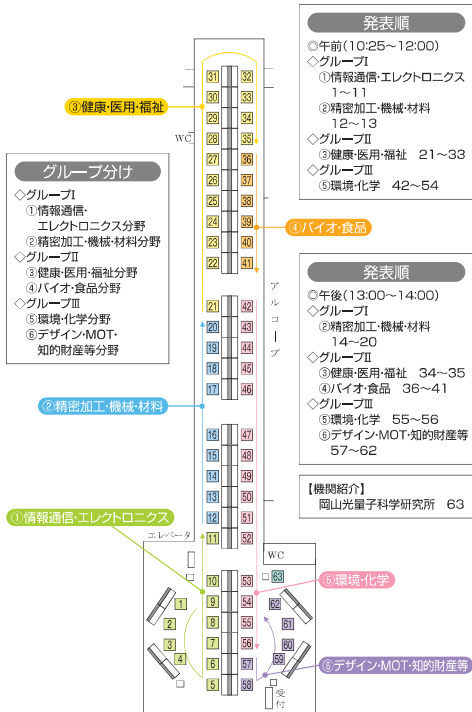 発表順
◎午前(10:25～12:00)
◇グループⅠ
①情報通信・エレクトロニクス
1～11
②精密加工・機械・材料
12～13
◇グループⅡ
③健康・医用・福祉 21～33
◇グループⅢ
⑤環境・化学 42～54
発表順
◎午後(13:00～14:00)
◇グループⅠ
②精密加工・機械・材料
14～20
◇グループⅡ
③健康・医用・福祉 34～35
④バイオ・食品 36～41
◇グループⅢ
⑤環境・化学 55～56
⑥デザイン・MOT・知的財産等
57～62
【機関紹介】
岡山光量子科学研究所 63
グループ分け
◇グループⅠ
①情報通信・
エレクトロニクス分野
②精密加工・機械・材料分野
◇グループⅡ
③健康・医用・福祉分野
④バイオ・食品分野
◇グループⅢ
⑤環境・化学分野
⑥デザイン・MOT・
知的財産等分野
③健康・医用・福祉
WC
④バイオ・食品
アルコーブ
②精密加工・機械・材料
①情報通信・エレクトロニクス
エレベータ
WC
⑤環境・化学
⑥デザイン・MOT・知的財産等
受付
31 32
30 33
29 34
28 35
27 36
26 37
25 38
24 39
23 40
22 41
21 42
20 43
19 44
18 45
17 46
16 47
15 48
14 49
13 50
12 51
11 52
10 53 63
1 9 54 62
2 8 55 61
3 7 56 60
4 6 57 59
5 58